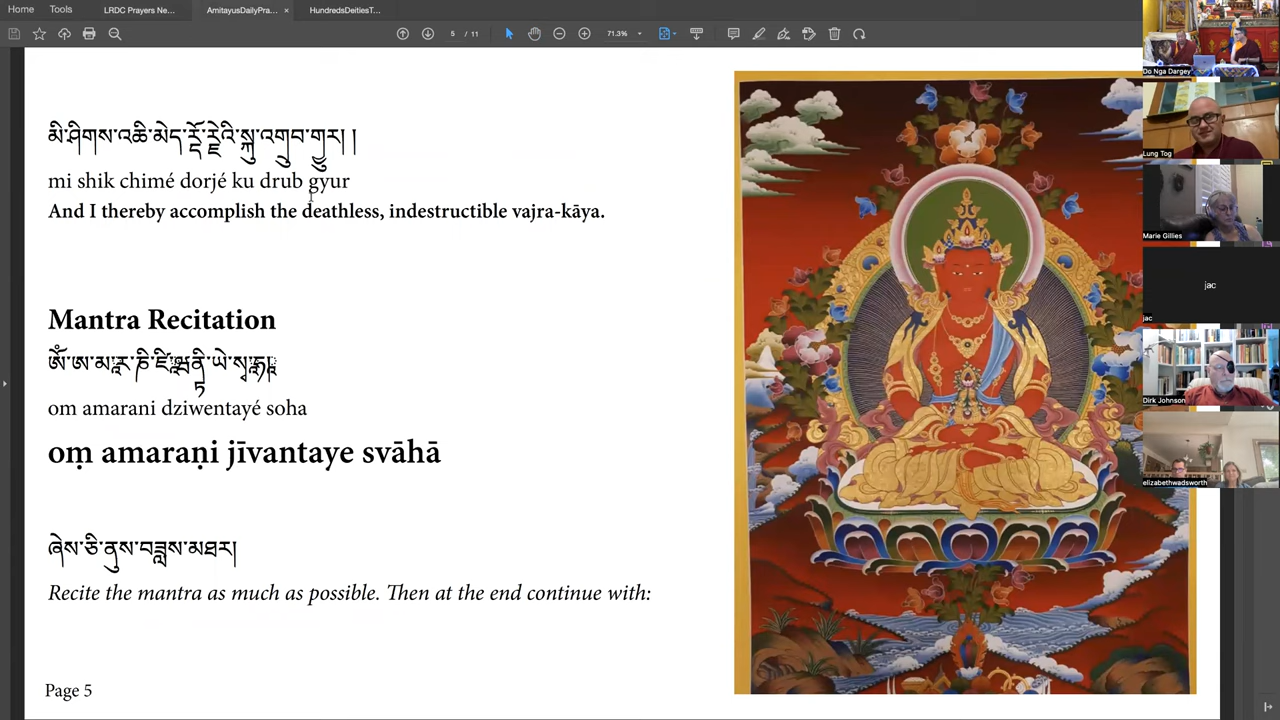 Home Tools LRDC Prayers Ne... AmitayusDailyPra... × HundredsDeitiesT...
5 / 11 71.3%
མི་ཤིགས་འཆི་མེད་རྡོ་རྗེའི་སྐུ་འགྲུབ་གྱུར། །
mi shik chimé dorjé ku drub gyur
And I thereby accomplish the deathless, indestructible vajra-kāya.
Mantra Recitation
om amarani dziwentayé soha
oṃ amaraṇi jīvantaye svāhā
ཞེས་ཅི་ནུས་བཟླས་མཐར།
Recite the mantra as much as possible. Then at the end continue with:
Page 5
Do Nga Dargey
Lung Tog
Marie Gillies
jac
jac
Dirk Johnson
elizabethwadsworth